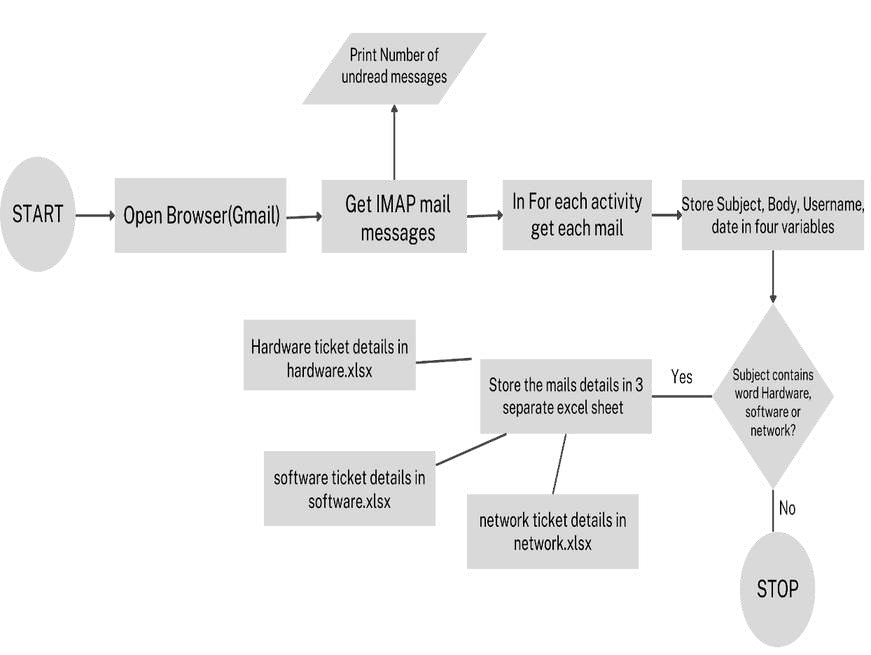 Print Number of
undread messages
START
Open Browser(Gmail)
Get IMAP mail
messages
In For each activity
get each mail
Store Subject, Body, Username,
date in four variables
Hardware ticket details in
hardware.xlsx
Store the mails details in 3
separate excel sheet
Yes
Subject contains
word Hardware,
software or
network?
software ticket details in
software.xlsx
network ticket details in
network.xlsx
No
STOP